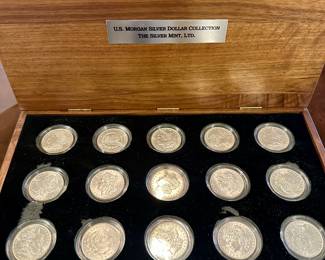 U.S. Morgan Silver Dollar Collection
The Silver Mint, Ltd.